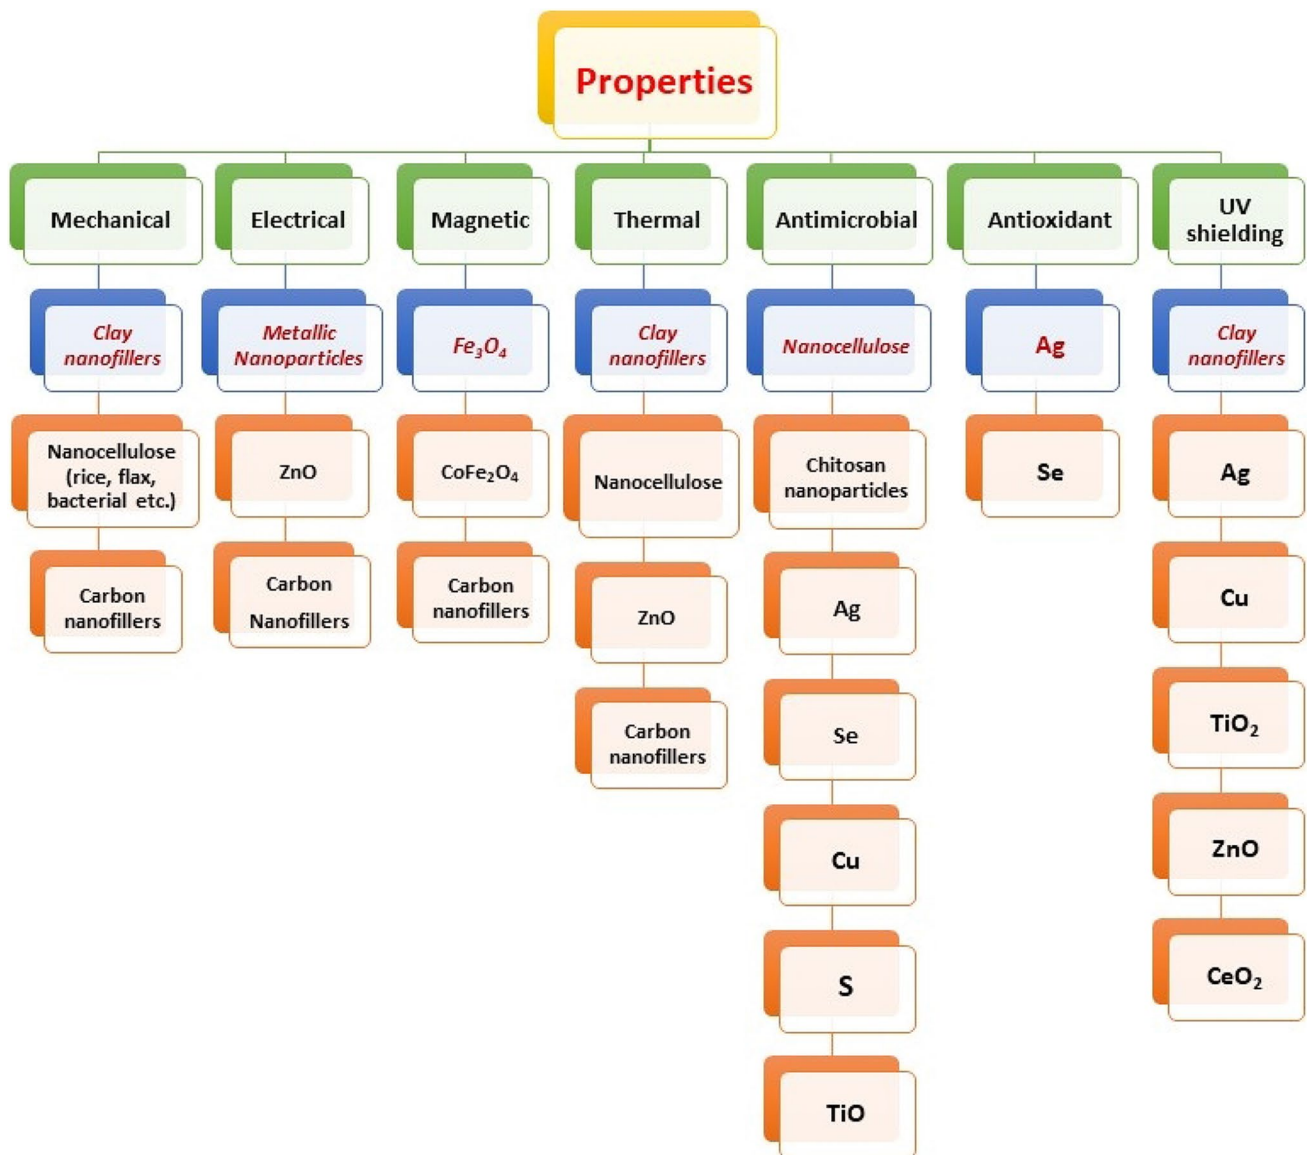 Properties
Mechanical
Electrical
Magnetic
Thermal
Antimicrobial
Antioxidant
UV
shielding
Clay
nanofillers
Metallic
Nanoparticles
Fe₃O₄
Clay
nanofillers
Nanocellulose
Ag
Clay
nanofillers
Nanocellulose
(rice, flax,
bacterial etc.)
ZnO
CoFe₂O₄
Nanocellulose
Chitosan
nanoparticles
Se
Ag
Carbon
nanofillers
Carbon
Nanofillers
Carbon
nanofillers
ZnO
Ag
Cu
Carbon
nanofillers
Se
TiO₂
Cu
ZnO
S
CeO₂
TiO